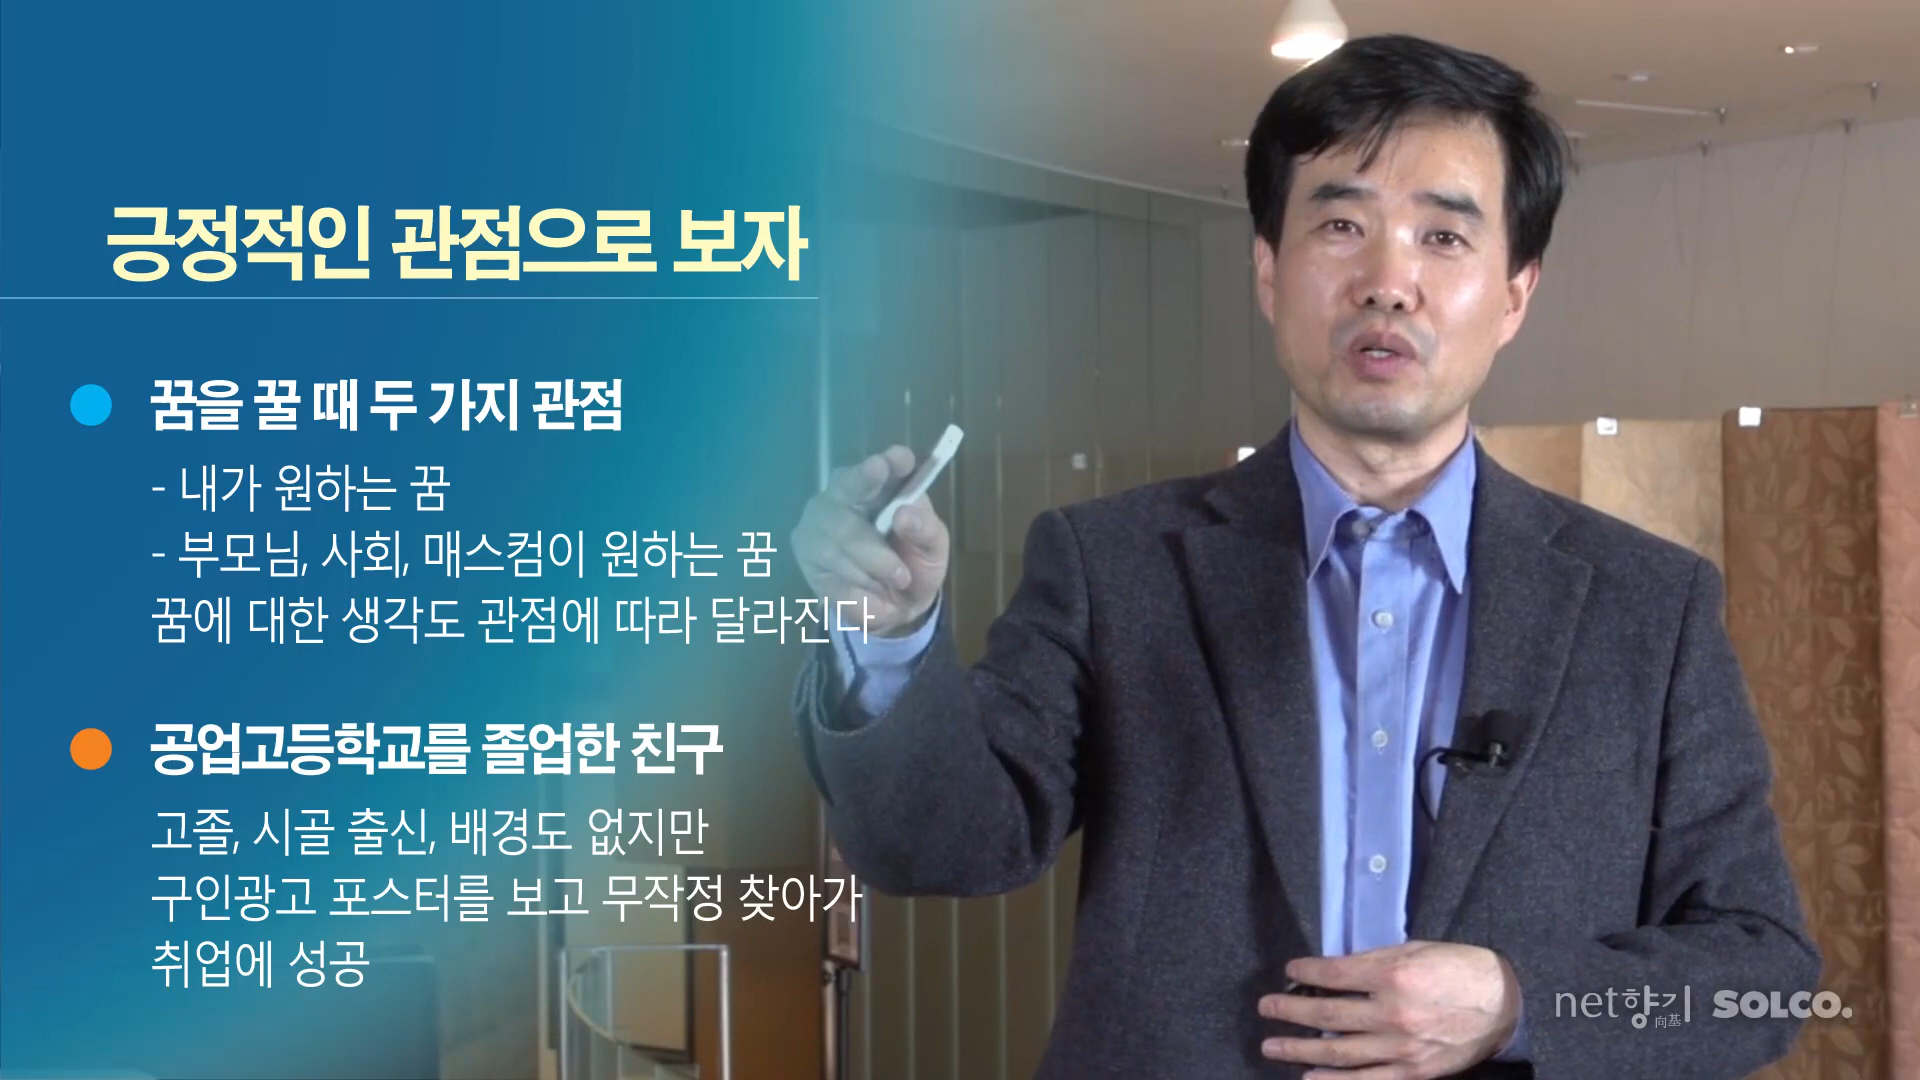 긍정적인 관점으로 보자
꿈을 꿀 때 두 가지 관점
- 내가 원하는 꿈
- 부모님, 사회, 매스컴이 원하는 꿈
꿈에 대한 생각도 관점에 따라 달라진다
공업고등학교를 졸업한 친구
고졸, 시골 출신, 배경도 없지만
구인광고 포스터를 보고 무작정 찾아가
취업에 성공
net향기 SOLCO.
向基